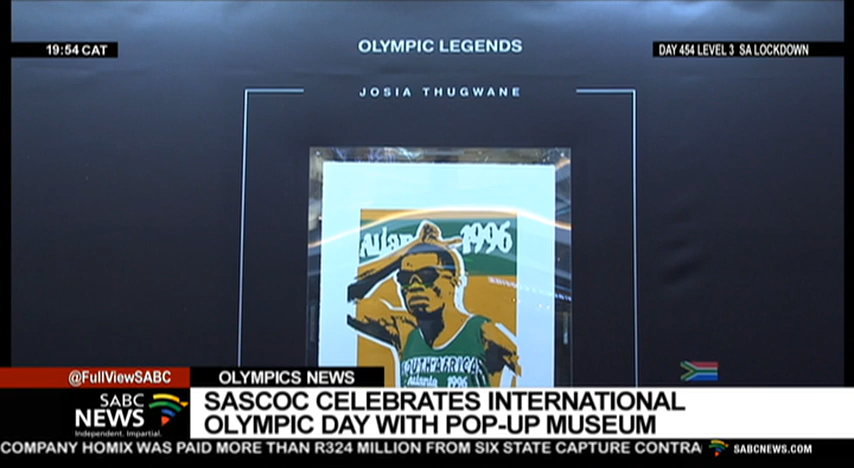 19:54 CAT
OLYMPIC LEGENDS
DAY 454 LEVEL 3 SA LOCKDOWN
JOSIA THUGWANE
Atlan 1996
SOUTH AFRICA
Atlanta 1996
@FullViewSABC
OLYMPICS NEWS
SABC
NEWS
Independent. Impartial.
SASCOC CELEBRATES INTERNATIONAL
OLYMPIC DAY WITH POP-UP MUSEUM
COMPANY HOMIX WAS PAID MORE THAN R324 MILLION FROM SIX STATE CAPTURE CONTRA
SABCNEWS.COM